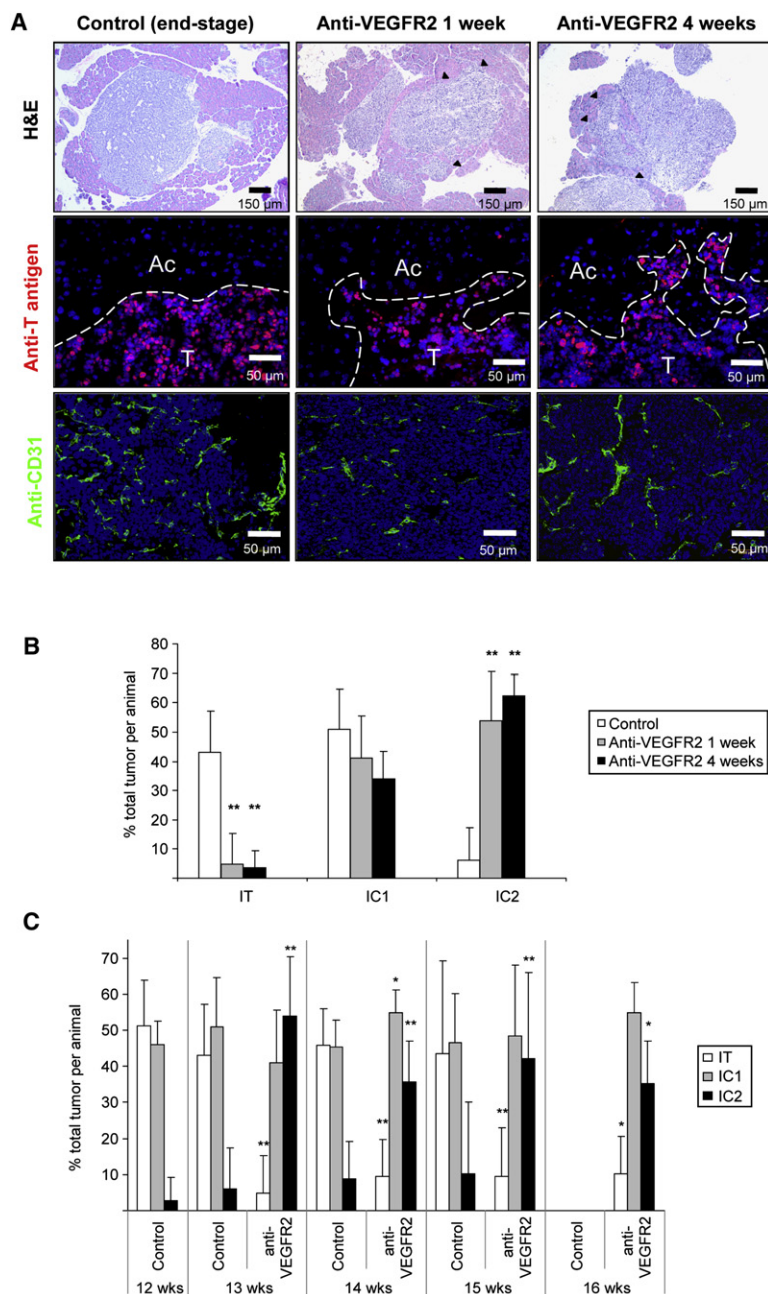 A
Control (end-stage)
Anti-VEGFR2 1 week
Anti-VEGFR2 4 weeks
H&E
150 µm
150 µm
150 µm
Anti-T antigen
Ac
T
50 µm
Ac
T
50 µm
Ac
T
50 µm
Anti-CD31
50 µm
50 µm
50 µm
B
% total tumor per animal
80
70
60
50
40
30
20
10
** **
** **
IT
IC1
IC2
Control
Anti-VEGFR2 1 week
Anti-VEGFR2 4 weeks
C
% total tumor per animal
70
60
50
40
30
20
10
**
**
*
**
**
**
**
*
*
IT
IC1
IC2
Control
Control
anti-VEGFR2
Control
anti-VEGFR2
Control
anti-VEGFR2
Control
anti-VEGFR2
12 wks
13 wks
14 wks
15 wks
16 wks